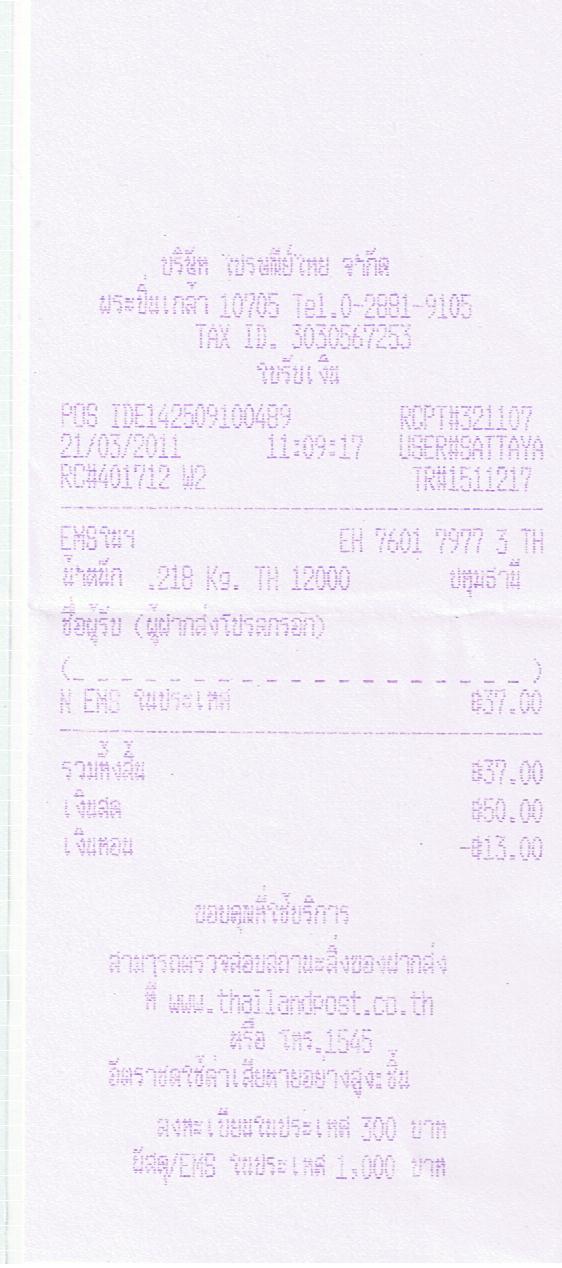 บริษัท ไปรษณีย์ไทย จำกัด
พระปิ่นเกล้า 10705 Tel.0-2881-9105
TAX ID. 3030567253
ใบรับเงิน
POS IDE142509100489 RCPT#321107
21/03/2011 11:09:17 USER#SATTAYA
RC#401712 W2 TR#1511217
EMSในฯ EH 7601 7977 3 TH
น้ำหนัก .218 Kg. TH 12000 ปทุมธานี
ชื่อผู้รับ (ผู้ฝากส่งโปรดกรอก)
(_ _ _ _ _ _ _ _ _ _ _ _ _ _ _ _ _ _ _ _)
N EMS ในประเทศ ฿37.00
รวมทั้งสิ้น ฿37.00
เงินสด ฿50.00
เงินทอน -฿13.00
ขอบคุณที่ใช้บริการ
สามารถตรวจสอบสถานะสิ่งของฝากส่ง
ที่ www.thailandpost.co.th
หรือ โทร.1545
อัตราชดใช้ค่าเสียหายอย่างสูงะชิ้น
ลงทะเบียนในประเทศ 300 บาท
พัสดุ/EMS ในประเทศ 1,000 บาท